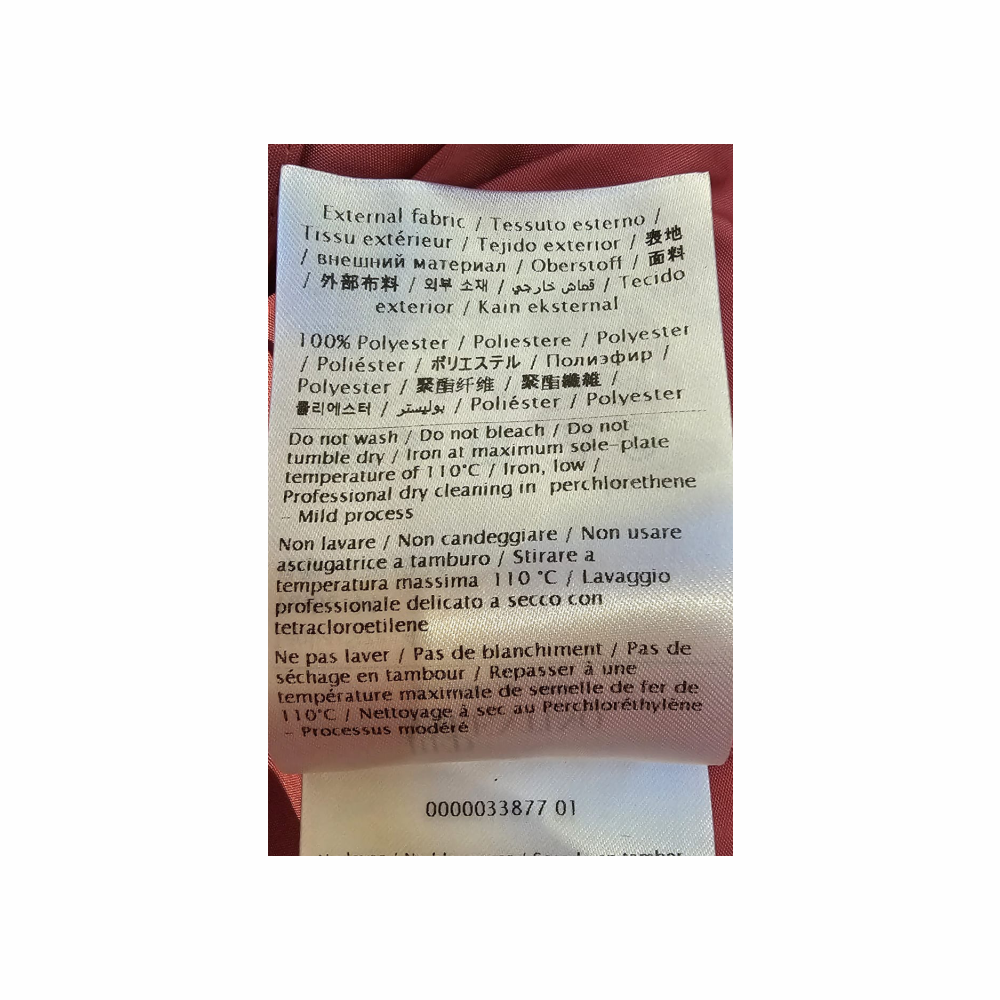 External fabric / Tessuto esterno /
Tissu extérieur / Tejido exterior / 表地
/ внешний материал / Oberstoff / 面料
/ 外部布料 / 외부 소재 / قماش خارجي / Tecido
exterior / Kain eksternal
100% Polyester / Poliestere / Polyester
/ Poliéster / ポリエステル / Полиэфир /
Polyester / 聚酯纤维 / 聚酯纖維 /
폴리에스터 / بوليستر / Poliéster / Polyester
Do not wash / Do not bleach / Do not
tumble dry / Iron at maximum sole-plate
temperature of 110°C / Iron, low /
Professional dry cleaning in perchlorethene
- Mild process
Non lavare / Non candeggiare / Non usare
asciugatrice a tamburo / Stirare a
temperatura massima 110 °C / Lavaggio
professionale delicato a secco con
tetracloroetilene
Ne pas laver / Pas de blanchiment / Pas de
séchage en tambour / Repasser à une
température maximale de semelle de fer de
110°C / Nettoyage à sec au Perchloréthylène
- Processus modéré
0000033877 01